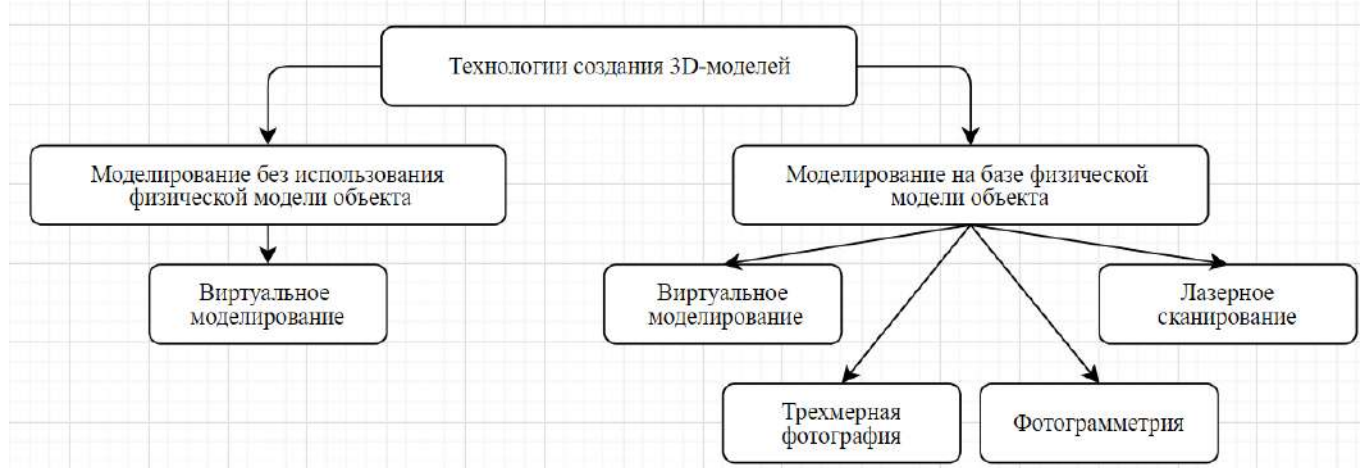 Технологии создания 3D-моделей
Моделирование без использования
физической модели объекта
Моделирование на базе физической
модели объекта
Виртуальное
моделирование
Виртуальное
моделирование
Лазерное
сканирование
Трехмерная
фотография
Фотограмметрия